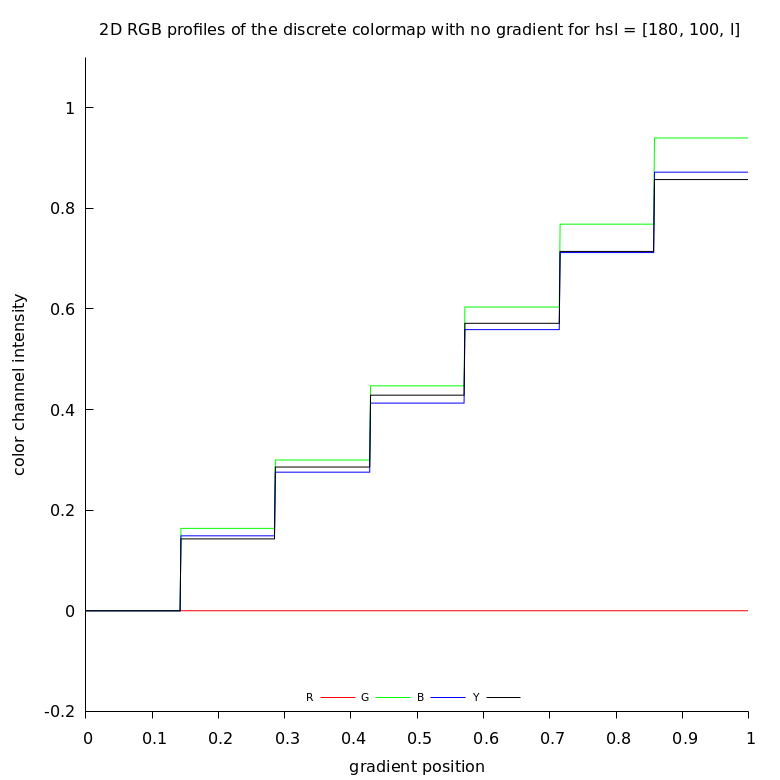 2D RGB profiles of the discrete colormap with no gradient for hsl = [180, 100, l]
1
0.8
0.6
0.4
0.2
0
-0.2
color channel intensity
R G B Y
0 0.1 0.2 0.3 0.4 0.5 0.6 0.7 0.8 0.9 1
gradient position